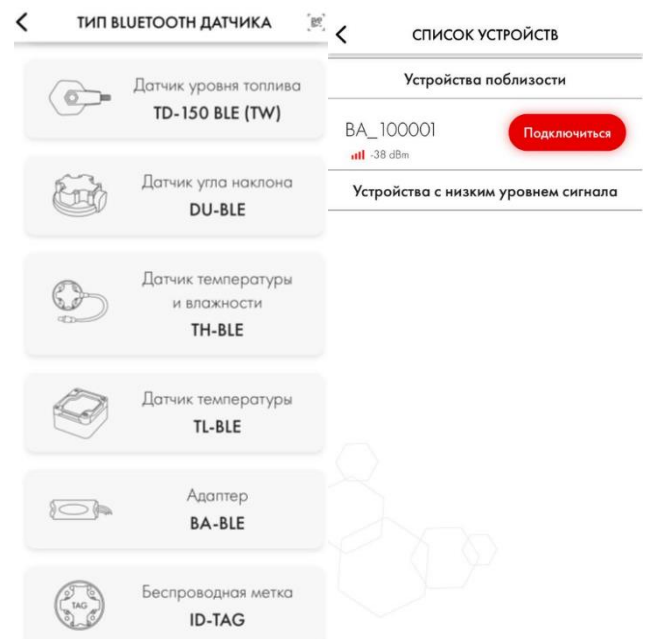 ТИП BLUETOOTH ДАТЧИКА
Датчик уровня топлива
TD-150 BLE (TW)
Датчик угла наклона
DU-BLE
Датчик температуры
и влажности
TH-BLE
Датчик температуры
TL-BLE
Адаптер
BA-BLE
TAG
Беспроводная метка
ID-TAG
СПИСОК УСТРОЙСТВ
Устройства поблизости
BA_100001
Подключиться
-38 dBm
Устройства с низким уровнем сигнала